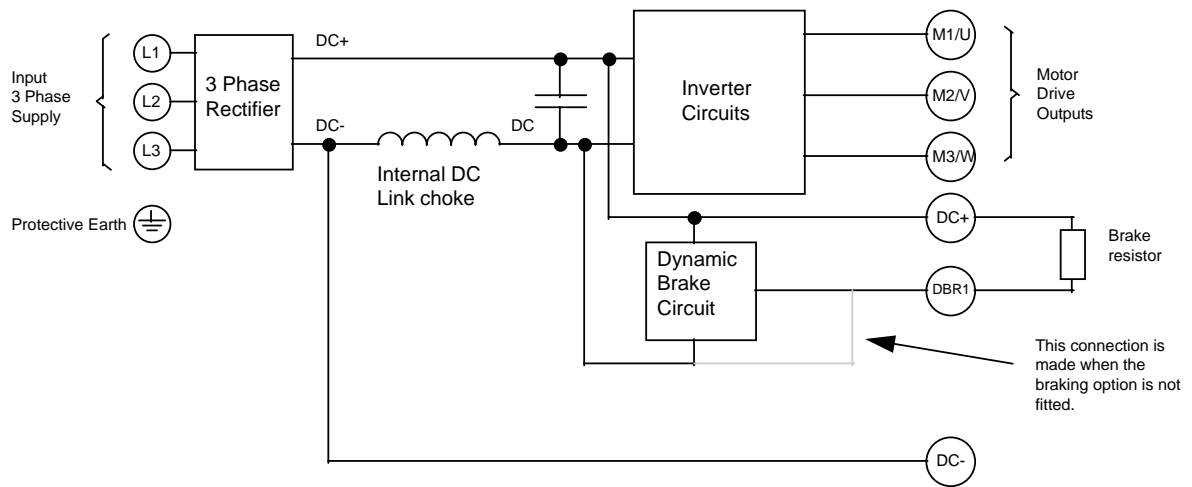 Input
3 Phase
Supply
L1
L2
L3
Protective Earth
3 Phase
Rectifier
DC+
DC-
DC
Internal DC
Link choke
Inverter
Circuits
M1/U
M2/V
M3/W
Motor
Drive
Outputs
DC+
Brake
resistor
Dynamic
Brake
Circuit
DBR1
This connection is
made when the
braking option is not
fitted.
DC-